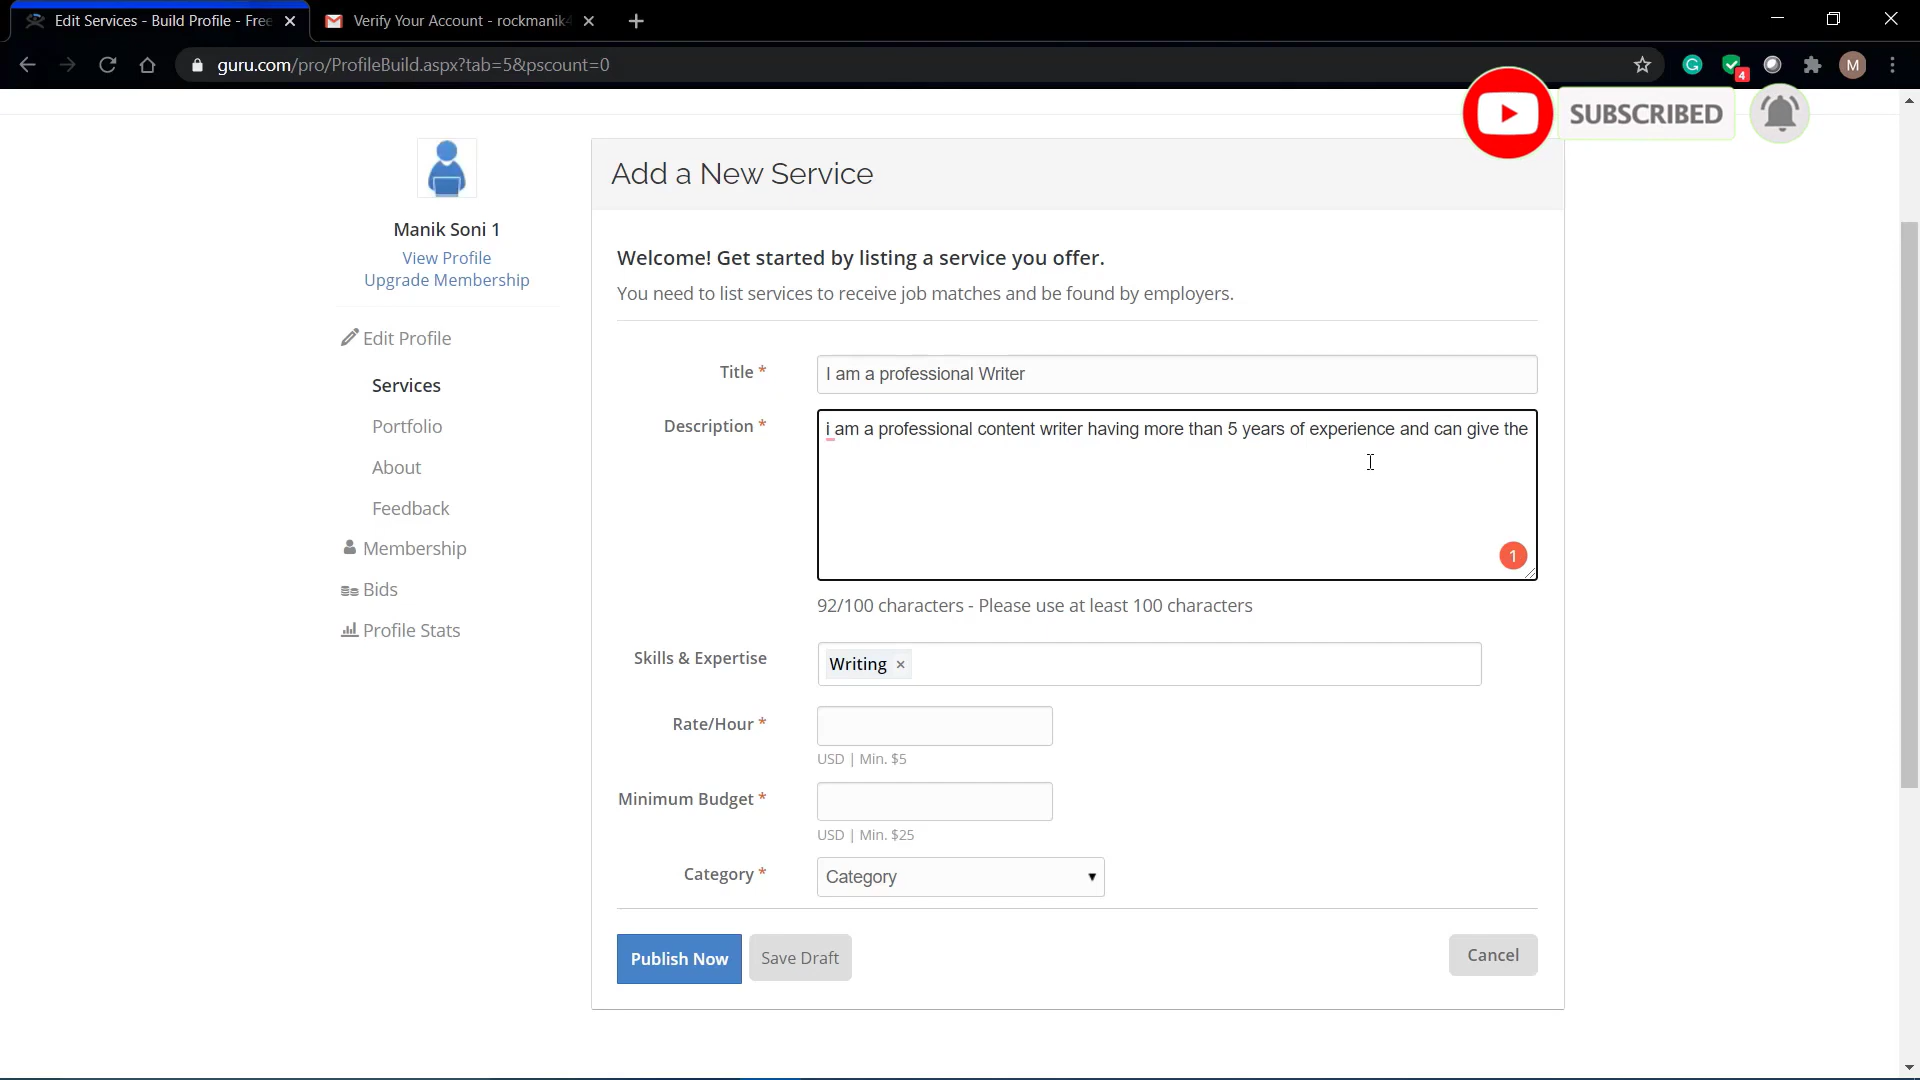 Edit Services - Build Profile - Free
Verify Your Account - rockmanik4
guru.com/pro/ProfileBuild.aspx?tab=5&pscount=0
4
M
SUBSCRIBED
Add a New Service
Manik Soni 1
View Profile
Upgrade Membership
Edit Profile
Services
Portfolio
About
Feedback
Membership
Bids
Profile Stats
Welcome! Get started by listing a service you offer.
You need to list services to receive job matches and be found by employers.
Title *
I am a professional Writer
Description *
i am a professional content writer having more than 5 years of experience and can give the
1
92/100 characters - Please use at least 100 characters
Skills & Expertise
Writing ×
Rate/Hour *
USD | Min. $5
Minimum Budget *
USD | Min. $25
Category *
Category
Publish Now
Save Draft
Cancel